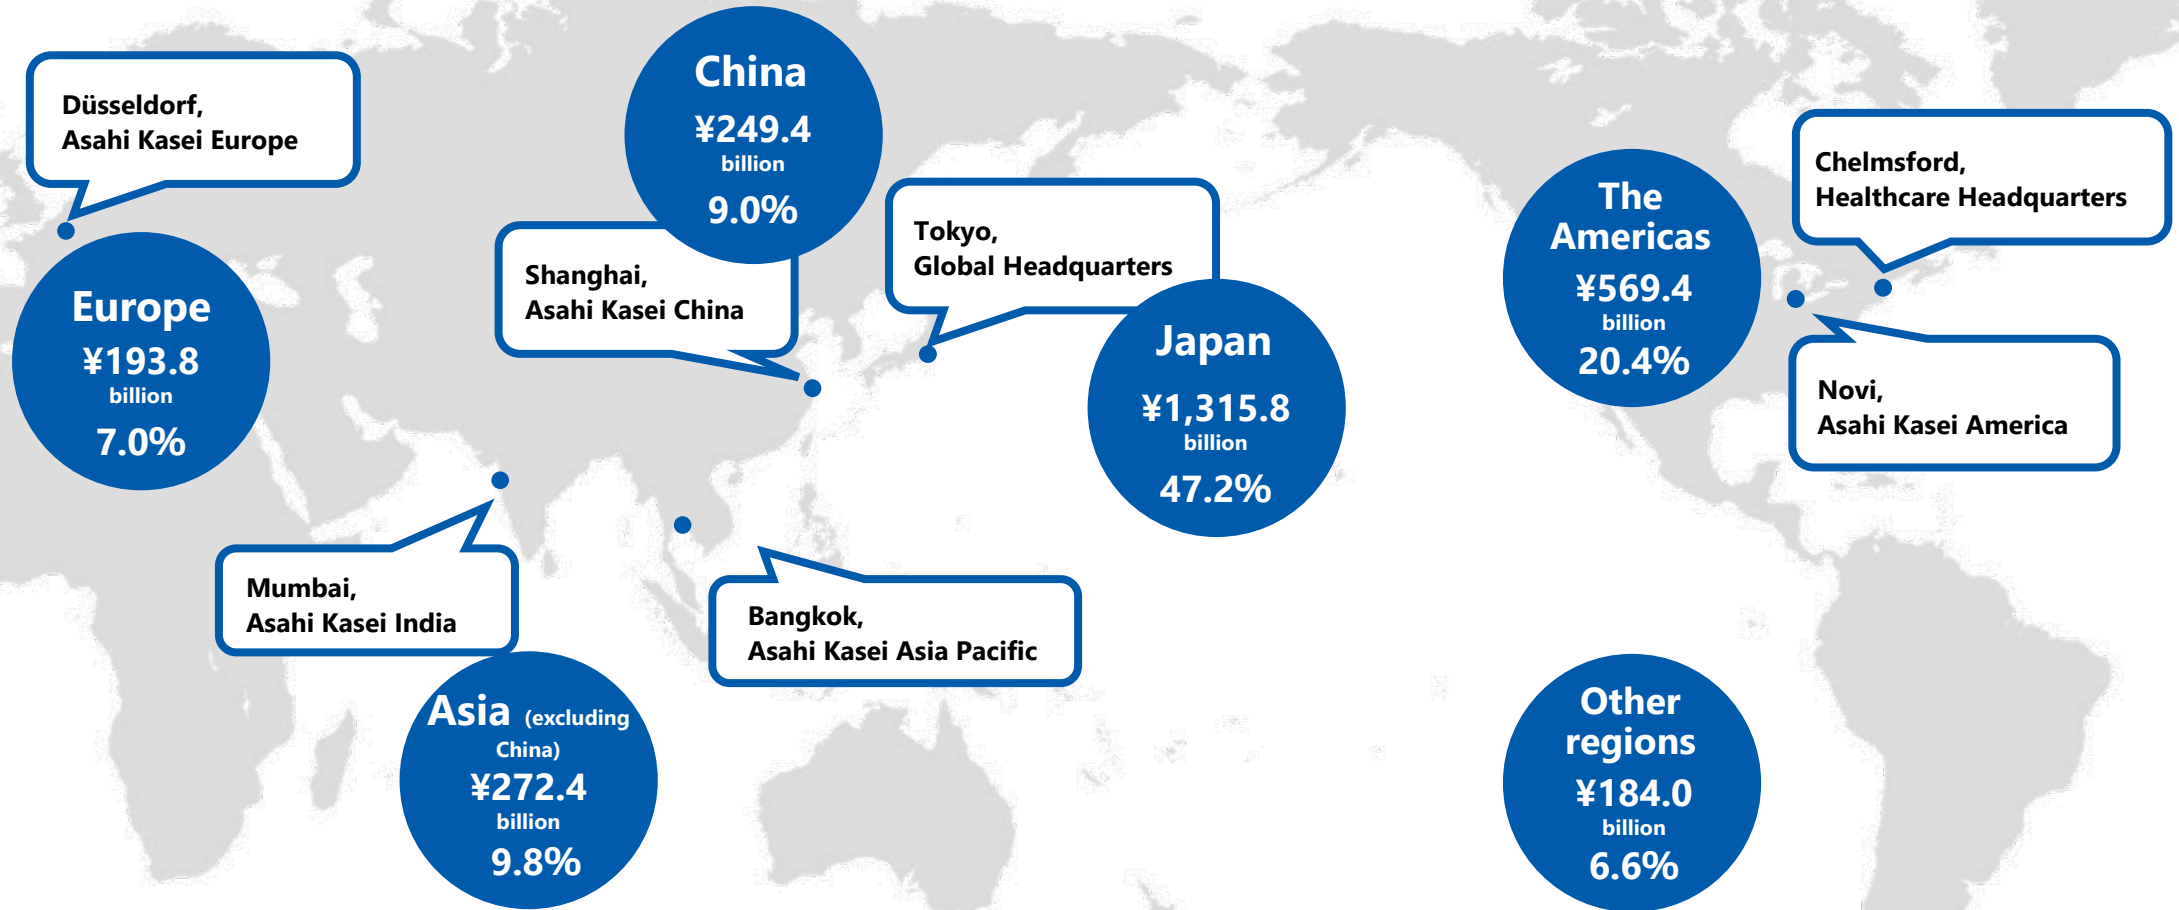 Düsseldorf,
Asahi Kasei Europe
Europe
¥193.8
billion
7.0%
China
¥249.4
billion
9.0%
Shanghai,
Asahi Kasei China
Tokyo,
Global Headquarters
Japan
¥1,315.8
billion
47.2%
The
Americas
¥569.4
billion
20.4%
Chelmsford,
Healthcare Headquarters
Novi,
Asahi Kasei America
Mumbai,
Asahi Kasei India
Bangkok,
Asahi Kasei Asia Pacific
Asia (excluding
China)
¥272.4
billion
9.8%
Other
regions
¥184.0
billion
6.6%